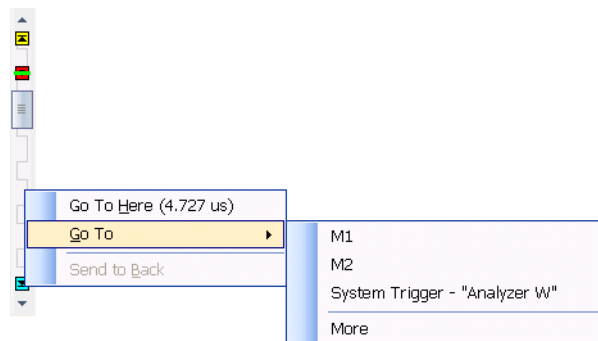 Go To Here (4.727 us)
Go To
Send to Back
M1
M2
System Trigger - "Analyzer W"
More